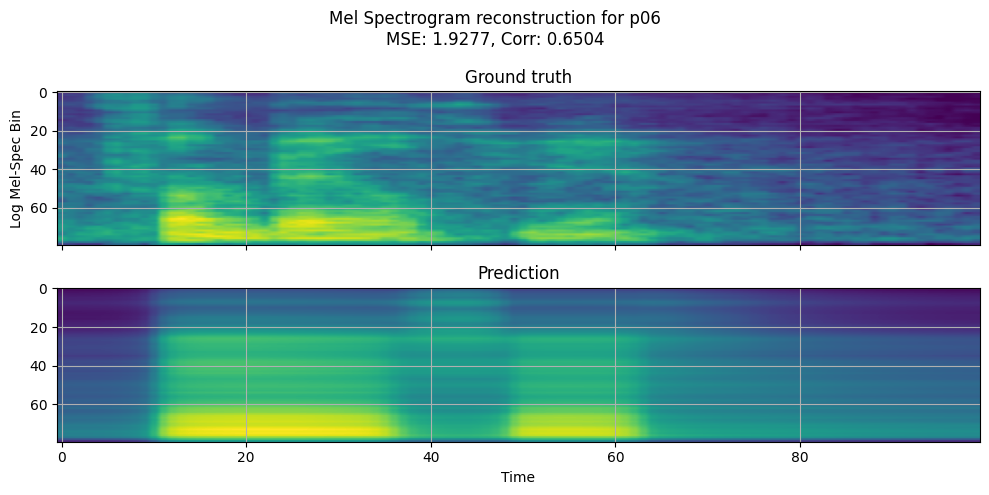 Mel Spectrogram reconstruction for p06
MSE: 1.9277, Corr: 0.6504
Ground truth
Log Mel-Spec Bin
0
20
40
60
Prediction
0
20
40
60
0 20 40 60 80
Time